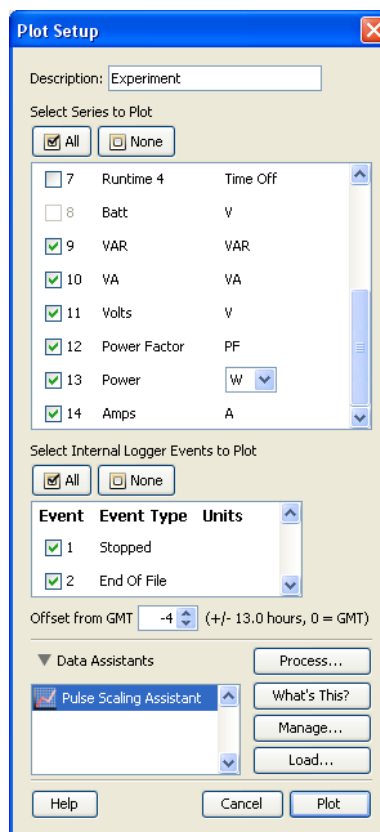 Plot Setup
Description: Experiment
Select Series to Plot
All None
7 Runtime 4 Time Off
8 Batt V
9 VAR VAR
10 VA VA
11 Volts V
12 Power Factor PF
13 Power W
14 Amps A
Select Internal Logger Events to Plot
All None
Event Event Type Units
1 Stopped
2 End Of File
Offset from GMT -4 (+/- 13.0 hours, 0 = GMT)
Data Assistants Process...
Pulse Scaling Assistant What's This?
Manage...
Load...
Help Cancel Plot